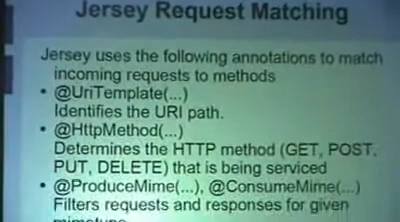 Jersey Request Matching
Jersey uses the following annotations to match
incoming requests to methods
• @UriTemplate(...)
Identifies the URI path.
• @HttpMethod(...)
Determines the HTTP method (GET, POST,
PUT, DELETE) that is being serviced
• @ProduceMime(...), @ConsumeMime(...)
Filters requests and responses for given
mimetype